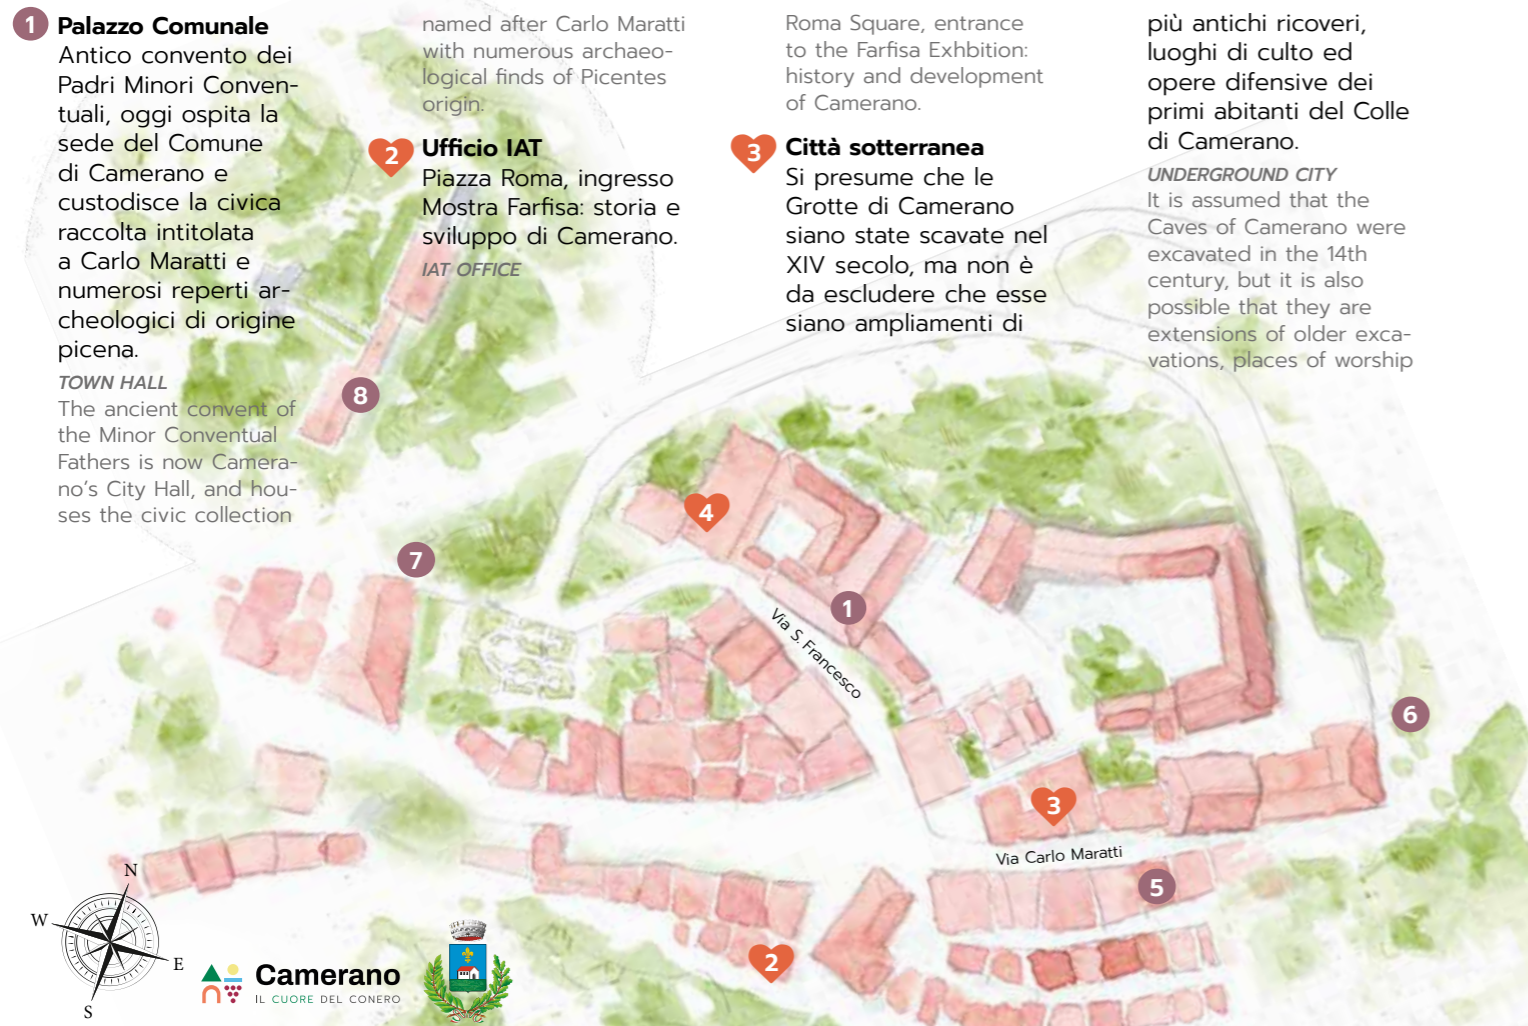 1 Palazzo Comunale
Antico convento dei
Padri Minori Conven-
tuali, oggi ospita la
sede del Comune
di Camerano e
custodisce la civica
raccolta intitolata
a Carlo Maratti e
numerosi reperti ar-
cheologici di origine
picena.
TOWN HALL
The ancient convent of
the Minor Conventual
Fathers is now Camera-
no's City Hall, and hou-
ses the civic collection
named after Carlo Maratti
with numerous archaeo-
logical finds of Picentes
origin.
2 Ufficio IAT
Piazza Roma, ingresso
Mostra Farfisa: storia e
sviluppo di Camerano.
IAT OFFICE
Roma Square, entrance
to the Farfisa Exhbition:
history and development
of Camerano.
3 Città sotterranea
Si presume che le
Grotte di Camerano
siano state scavate nel
XIV secolo, ma non è
da escludere che esse
siano ampliamenti di
più antichi ricoveri,
luoghi di culto ed
opere difensive dei
primi abitanti del Colle
di Camerano.
UNDERGROUND CITY
It is assumed that the
Caves of Camerano were
excavated in the 14th
century, but it is also
possible that they are
extensions of older exca-
vations, places of worship
8
4
7
1
Via S. Francesco
6
3
Via Carlo Maratti
5
2
N
W
E
S
Camerano
IL CUORE DEL CONERO